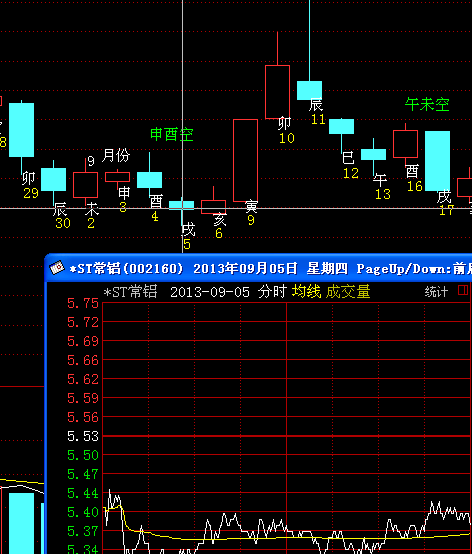 午未空
卯
10
辰
11
申酉空
9
月份
8
卯
29
辰
30
未
2
申
3
酉
4
戌
5
亥
6
寅
9
巳
12
午
13
酉
16
戌
17
寅
*ST常铝(002160) 2013年09月05日 星期四 PageUp/Down:前后
*ST常铝 2013-09-05 分时 均线 成交量 统计
5.75
5.72
5.69
5.66
5.62
5.59
5.56
5.53
5.50
5.47
5.44
5.40
5.37
5.34